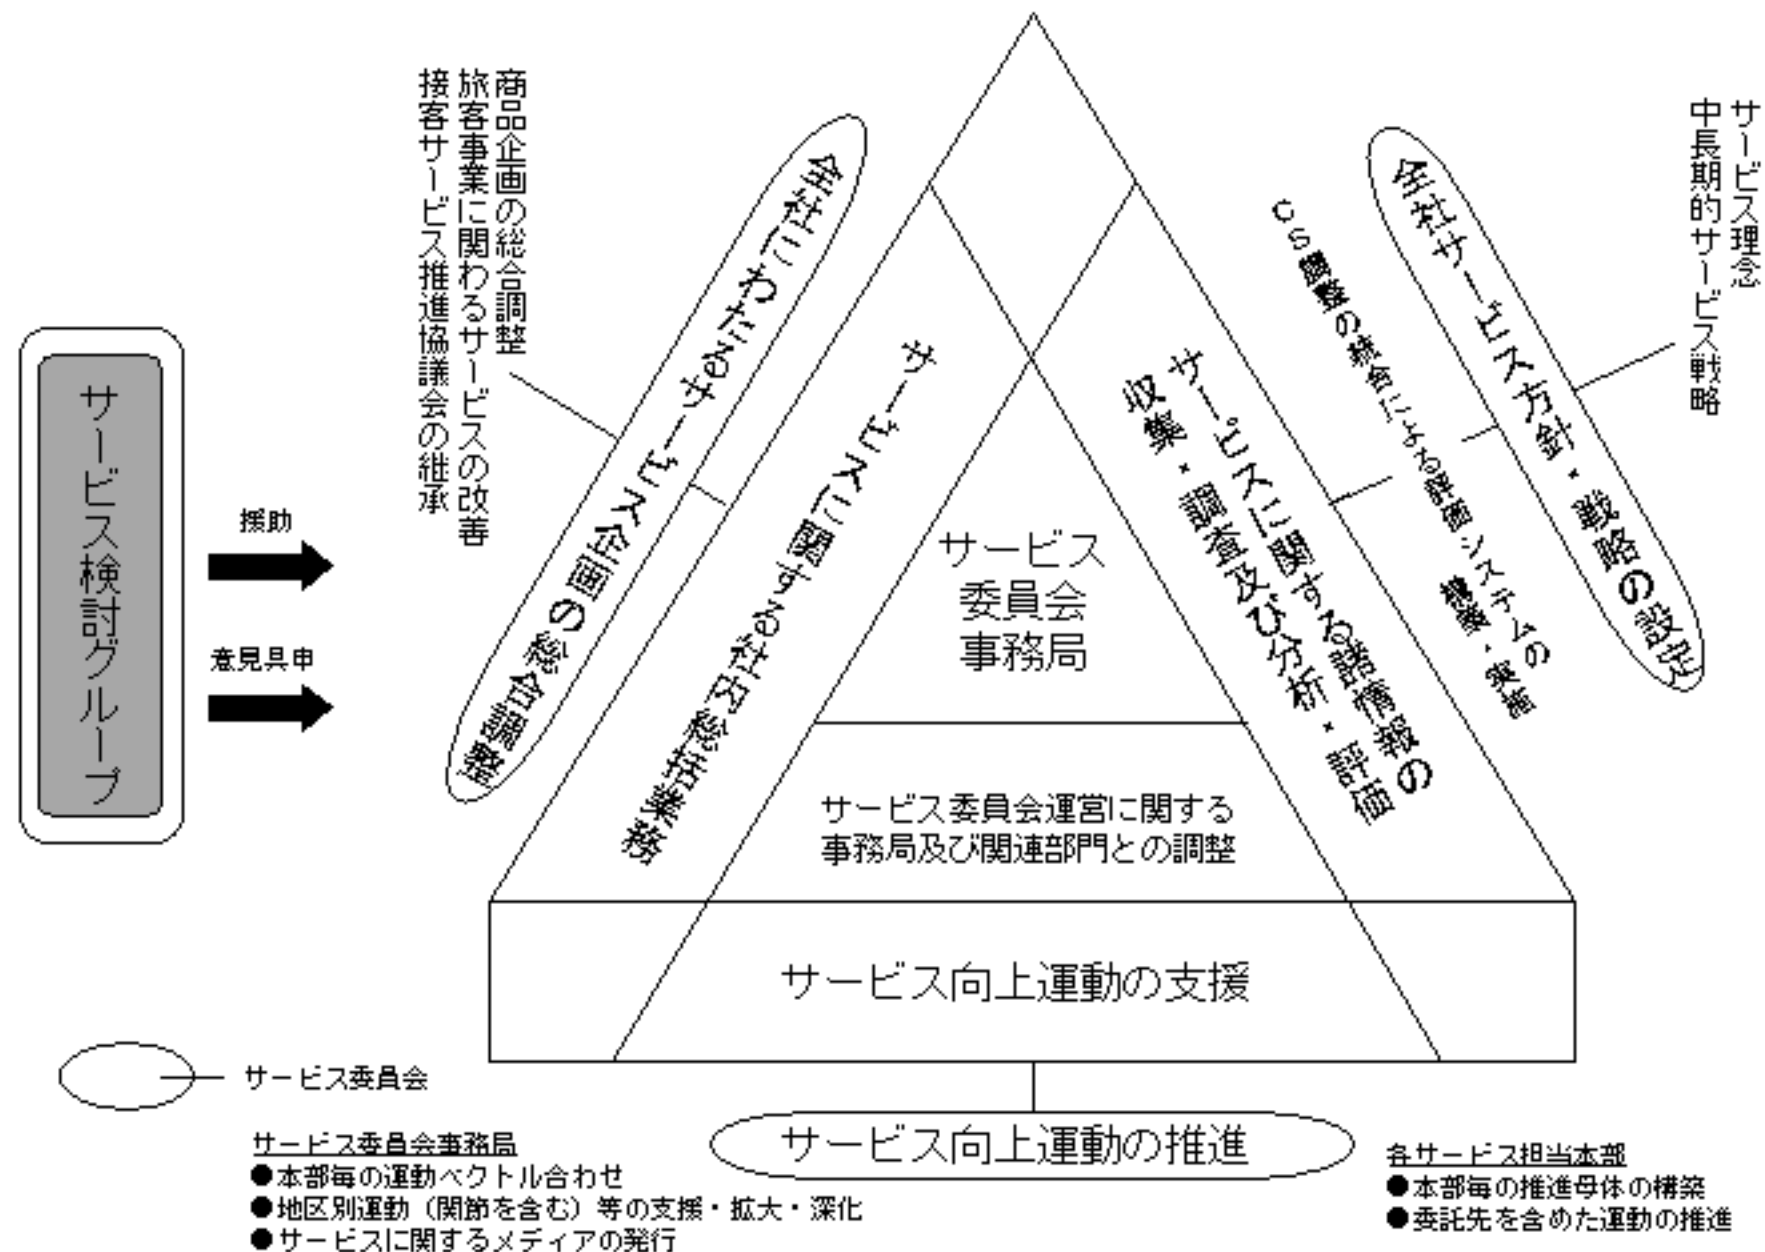 商品企画の総合調整
旅客事業に関わるサービスの改善
接客サービス推進協議会の継承
全社にわたるサービス企画の総合調整
サービス理念
中長期的サービス戦略
全社サービス方針・戦略の設定
CS調整の統合による評価システムの
構築・実施
サービス検討グループ
援助
意見具申
サービスに関する社内総括業務
サービスに関する諸情報の
収集・調査及び分析・評価
サービス
委員会
事務局
サービス委員会運営に関する
事務局及び関連部門との調整
サービス向上運動の支援
サービス向上運動の推進
サービス委員会
サービス委員会事務局
●本部毎の運動ベクトル合わせ
●地区別運動（関節を含む）等の支援・拡大・深化
●サービスに関するメディアの発行
各サービス担当本部
●本部毎の推進母体の構築
●委託先を含めた運動の推進